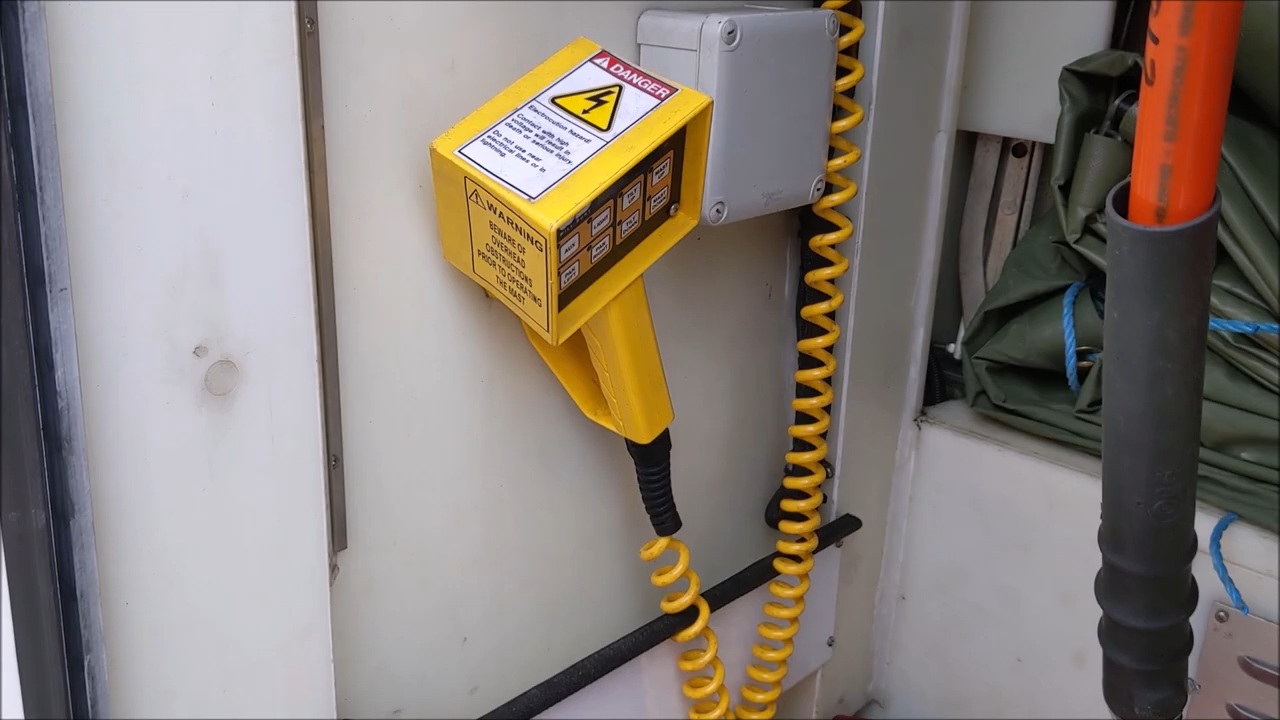 DANGER
Electrocution hazard!
Contact with high
voltage will result in
death or serious injury.
Do not use near
electrical lines or in
lightning.
WARNING
BEWARE OF
OVERHEAD
OBSTRUCTIONS
PRIOR TO OPERATING
THE MAST
LIGHT